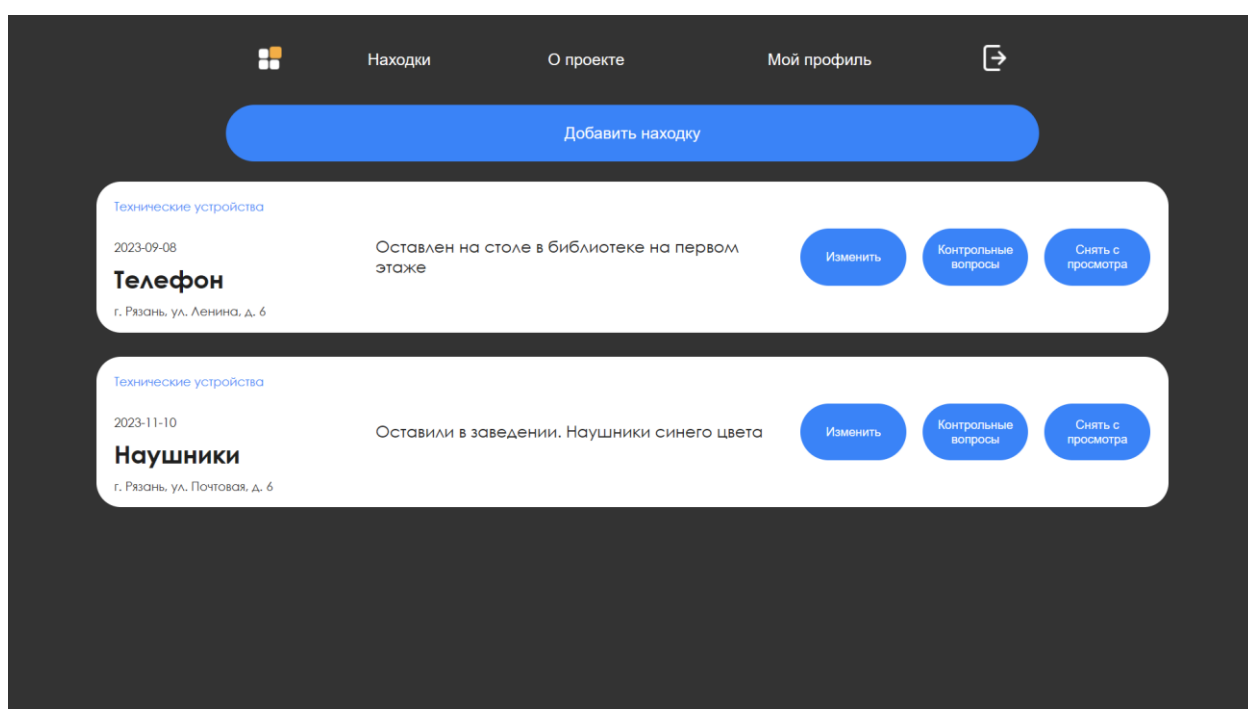 Находки
О проекте
Мой профиль
Добавить находку
Технические устройства
2023-09-08
Телефон
г. Рязань, ул. Ленина, д. 6
Оставлен на столе в библиотеке на первом
этаже
Изменить
Контрольные
вопросы
Снять с
просмотра
Технические устройства
2023-11-10
Наушники
г. Рязань, ул. Почтовая, д. 6
Оставили в заведении. Наушники синего цвета
Изменить
Контрольные
вопросы
Снять с
просмотра